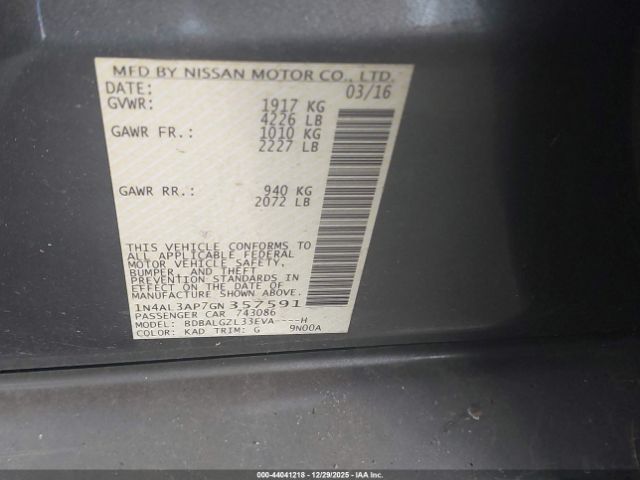 MFD BY NISSAN MOTOR CO., LTD.
DATE: 03/16
GVWR: 1917 KG
4226 LB
GAWR FR.: 1010 KG
2227 LB
GAWR RR.: 940 KG
2072 LB
THIS VEHICLE CONFORMS TO
ALL APPLICABLE FEDERAL
MOTOR VEHICLE SAFETY,
BUMPER, AND THEFT
PREVENTION STANDARDS
IN EFFECT ON THE DATE OF
MANUFACTURE SHOWN ABOVE.
1N4AL3AP7GN357591
PASSENGER CAR 743086
MODEL: BDBALGZL33EVA----H
COLOR: KAD TRIM: G 9N00A
000-44041218 - 12/29/2025 - IAAI.COM